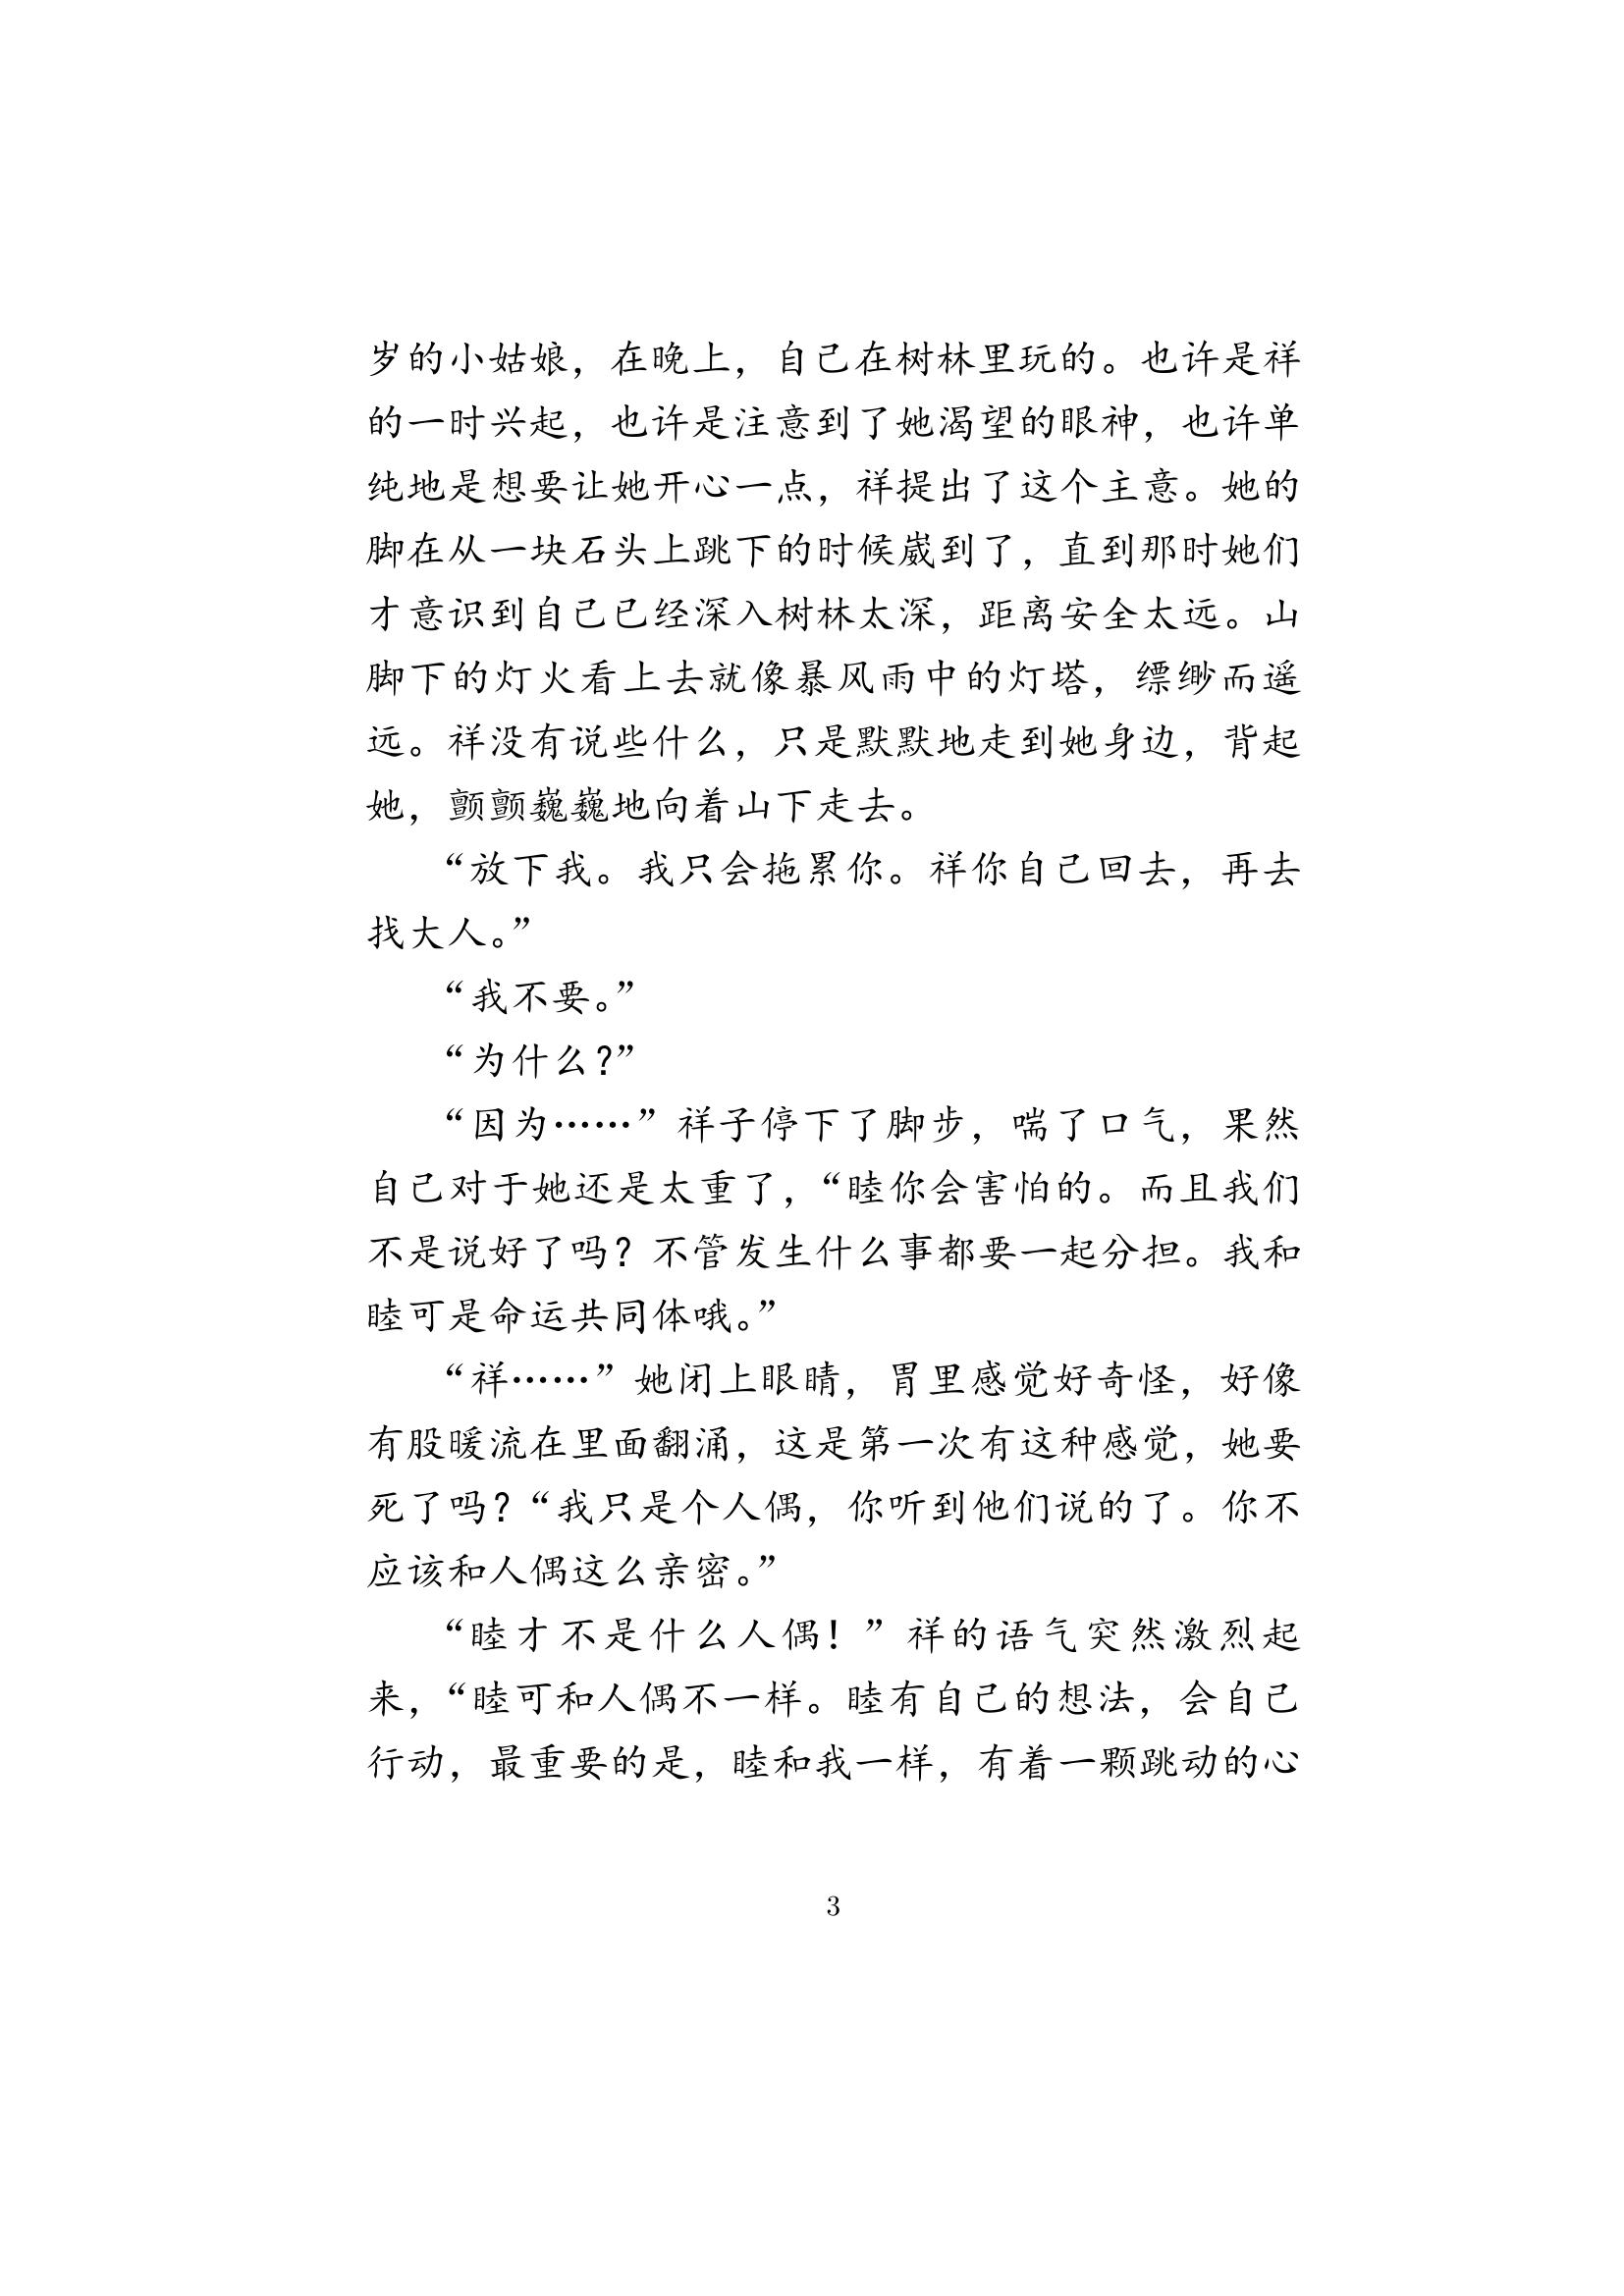 岁的小姑娘，在晚上，自己在树林里玩的。也许是祥
的一时兴起，也许是注意到了她渴望的眼神，也许单
纯地是想要让她开心一点，祥提出了这个主意。她的
脚在从一块石头上跳下的时候崴到了，直到那时她们
才意识到自己已经深入树林太深，距离安全太远。山
脚下的灯火看上去就像暴风雨中的灯塔，缥缈而遥
远。祥没有说些什么，只是默默地走到她身边，背起
她，颤颤巍巍地向着山下走去。
“放下我。我只会拖累你。祥你自己回去，再去
找大人。”
“我不要。”
“为什么？”
“因为……”祥子停下了脚步，喘了口气，果然
自己对于她还是太重了，“睦你会害怕的。而且我们
不是说好了吗？不管发生什么事都要一起分担。我和
睦可是命运共同体哦。”
“祥……”她闭上眼睛，胃里感觉好奇怪，好像
有股暖流在里面翻涌，这是第一次有这种感觉，她要
死了吗？“我只是个人偶，你听到他们说的了。你不
应该和人偶这么亲密。”
“睦才不是什么人偶！”祥的语气突然激烈起
来，“睦可和人偶不一样。睦有自己的想法，会自己
行动，最重要的是，睦和我一样，有着一颗跳动的心
3